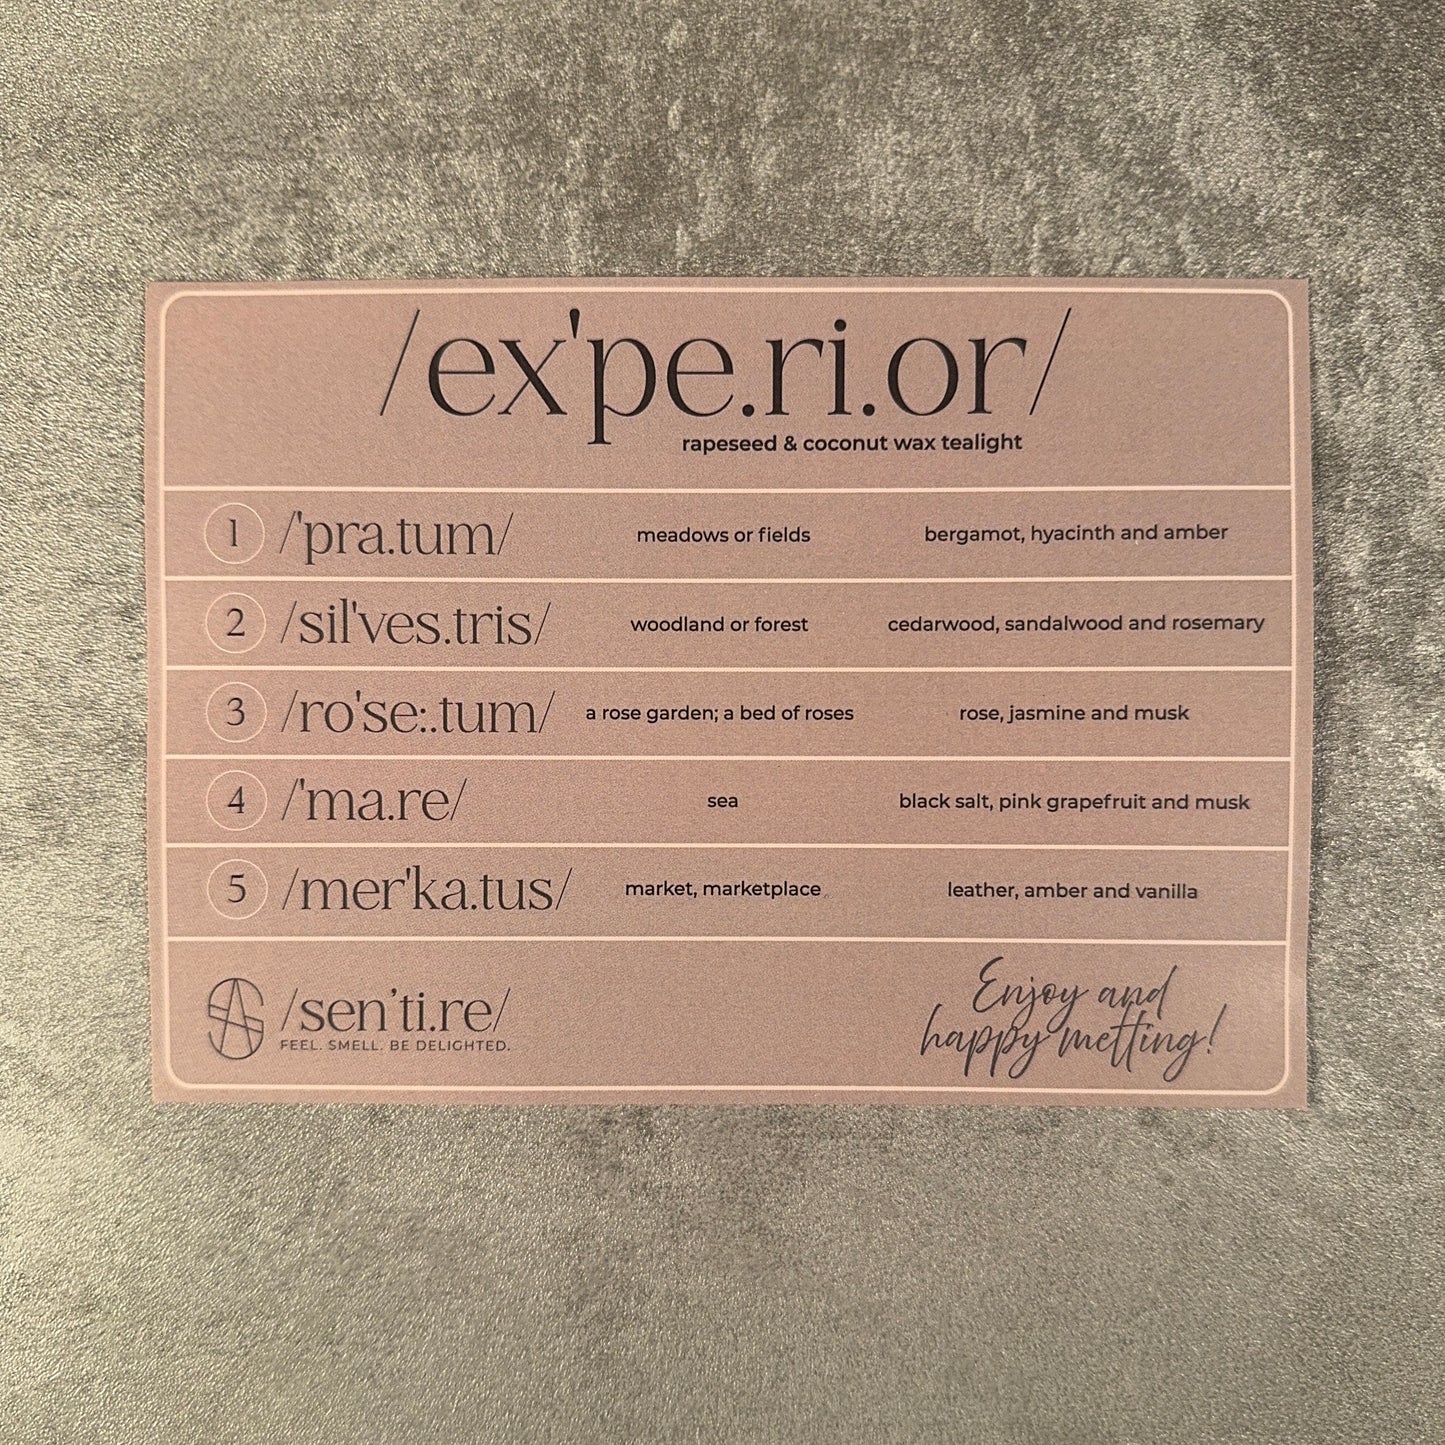 /ex'pe.ri.or/
rapeseed & coconut wax tealight
1 /'pra.tum/ meadows or fields bergamot, hyacinth and amber
2 /sil'ves.tris/ woodland or forest cedarwood, sandalwood and rosemary
3 /ro'se:.tum/ a rose garden; a bed of roses rose, jasmine and musk
4 /'ma.re/ sea black salt, pink grapefruit and musk
5 /mer'ka.tus/ market, marketplace leather, amber and vanilla
/sen’ti.re/
FEEL. SMELL. BE DELIGHTED.
Enjoy and
happy melting!